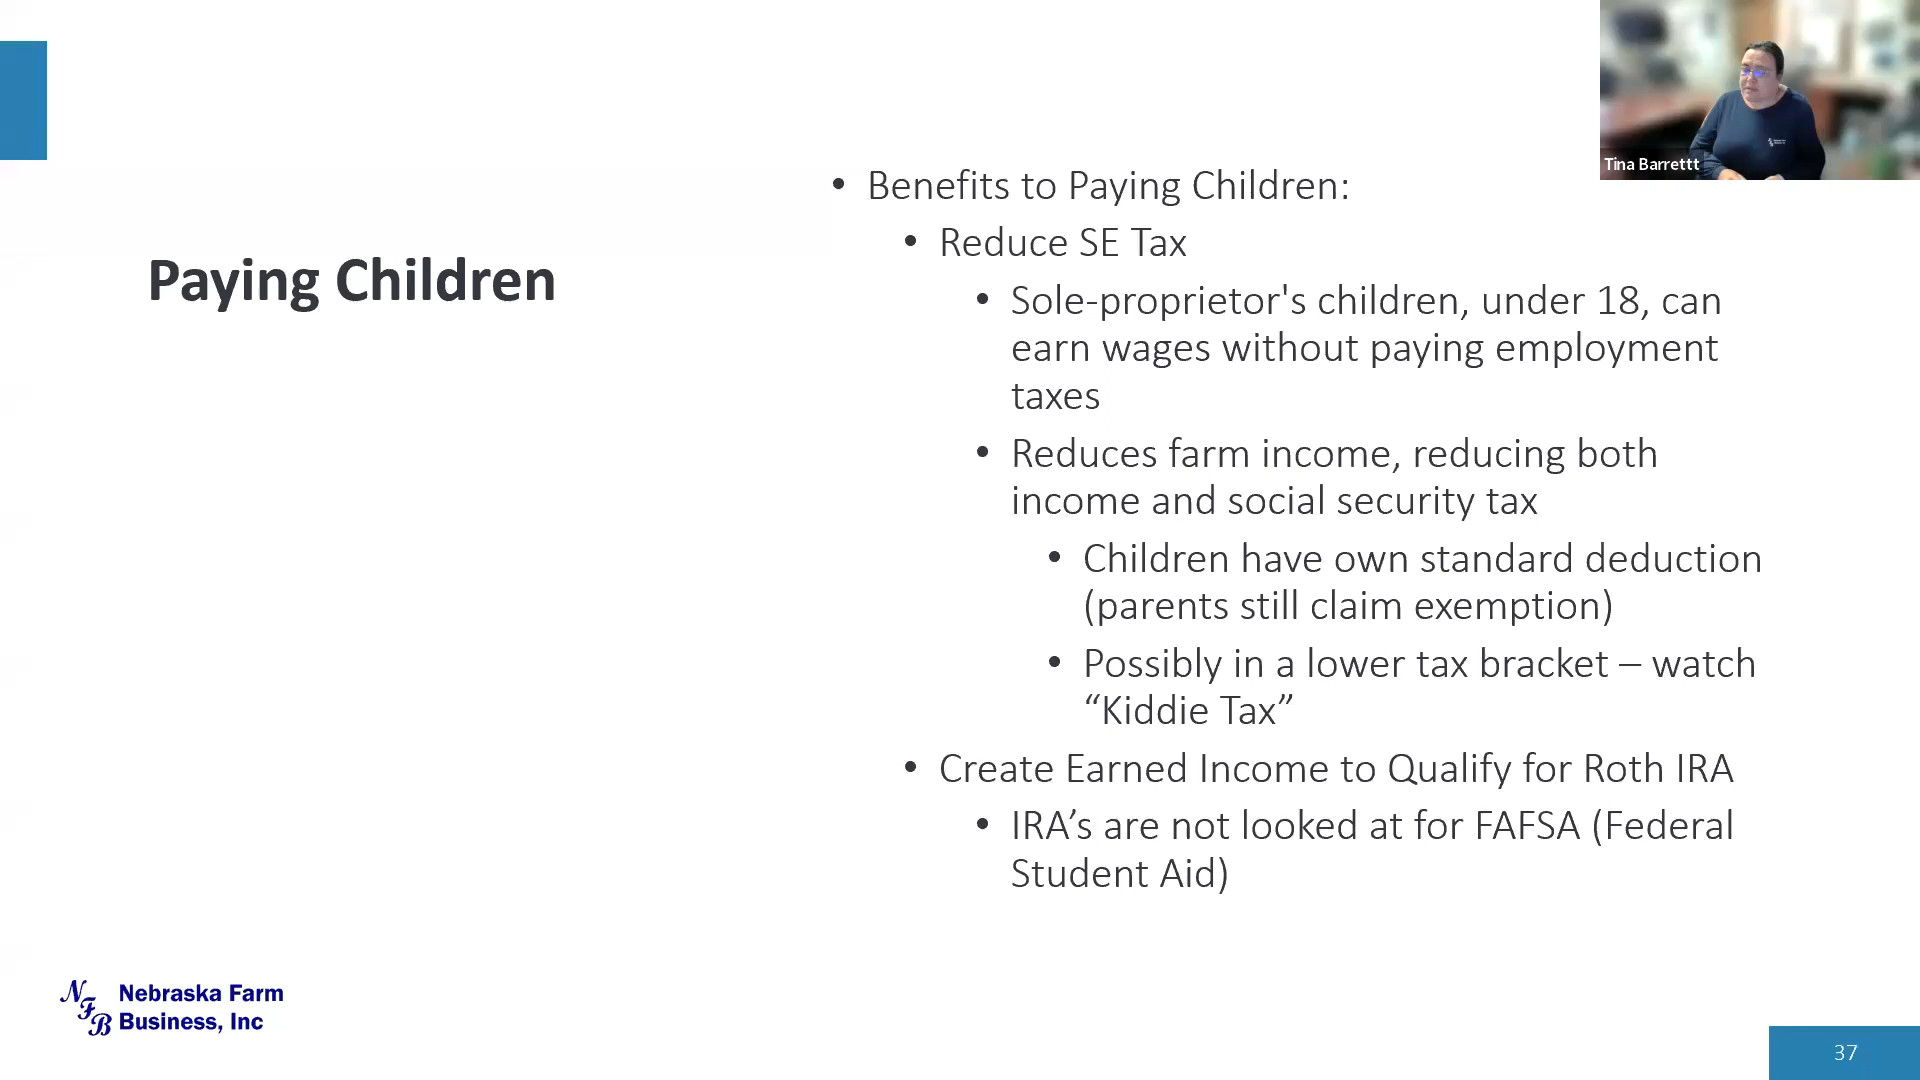 Tina Barrettt
Paying Children
• Benefits to Paying Children:
• Reduce SE Tax
• Sole-proprietor's children, under 18, can
earn wages without paying employment
taxes
• Reduces farm income, reducing both
income and social security tax
• Children have own standard deduction
(parents still claim exemption)
• Possibly in a lower tax bracket – watch
“Kiddie Tax”
• Create Earned Income to Qualify for Roth IRA
• IRA’s are not looked at for FAFSA (Federal
Student Aid)
NFB
Nebraska Farm
Business, Inc
37